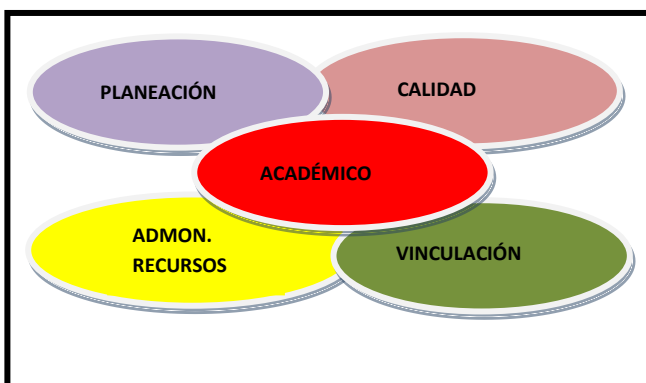 PLANEACIÓN
CALIDAD
ACADÉMICO
ADMON.
RECURSOS
VINCULACIÓN